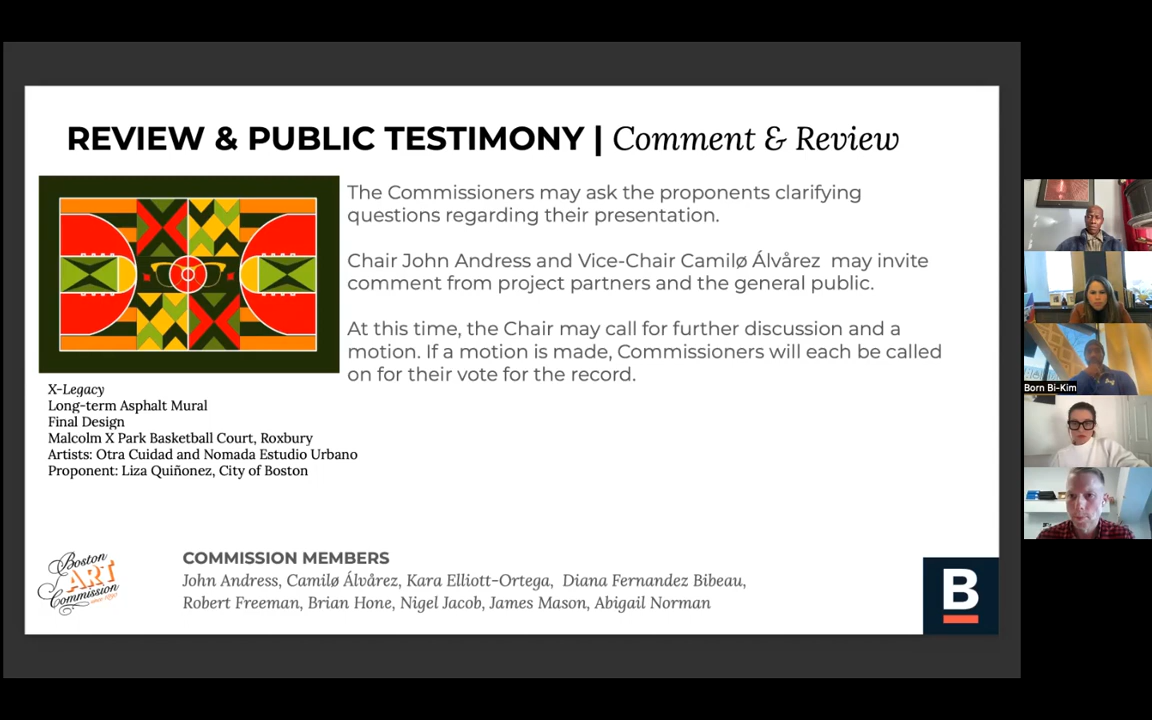 REVIEW & PUBLIC TESTIMONY | Comment & Review
The Commissioners may ask the proponents clarifying
questions regarding their presentation.
Chair John Andress and Vice-Chair Camilø Álvårez may invite
comment from project partners and the general public.
At this time, the Chair may call for further discussion and a
motion. If a motion is made, Commissioners will each be called
on for their vote for the record.
X-Legacy
Long-term Asphalt Mural
Final Design
Malcolm X Park Basketball Court, Roxbury
Artists: Otra Cuidad and Nomada Estudio Urbano
Proponent: Liza Quiñonez, City of Boston
Born Bi-Kim
Boston
ART
Commission
since 1890
COMMISSION MEMBERS
John Andress, Camilø Álvårez, Kara Elliott-Ortega, Diana Fernandez Bibeau,
Robert Freeman, Brian Hone, Nigel Jacob, James Mason, Abigail Norman
B